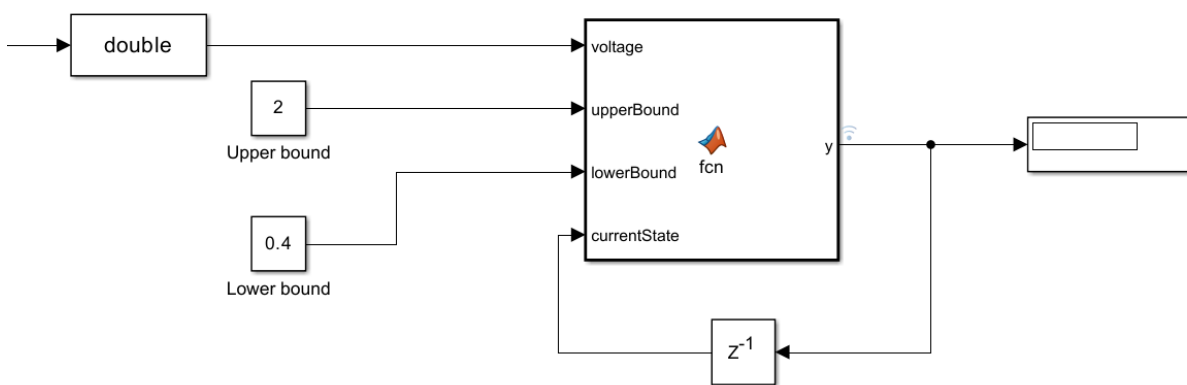 double
voltage
2
upperBound
Upper bound
y
fcn
lowerBound
0.4
currentState
Lower bound
Z-1